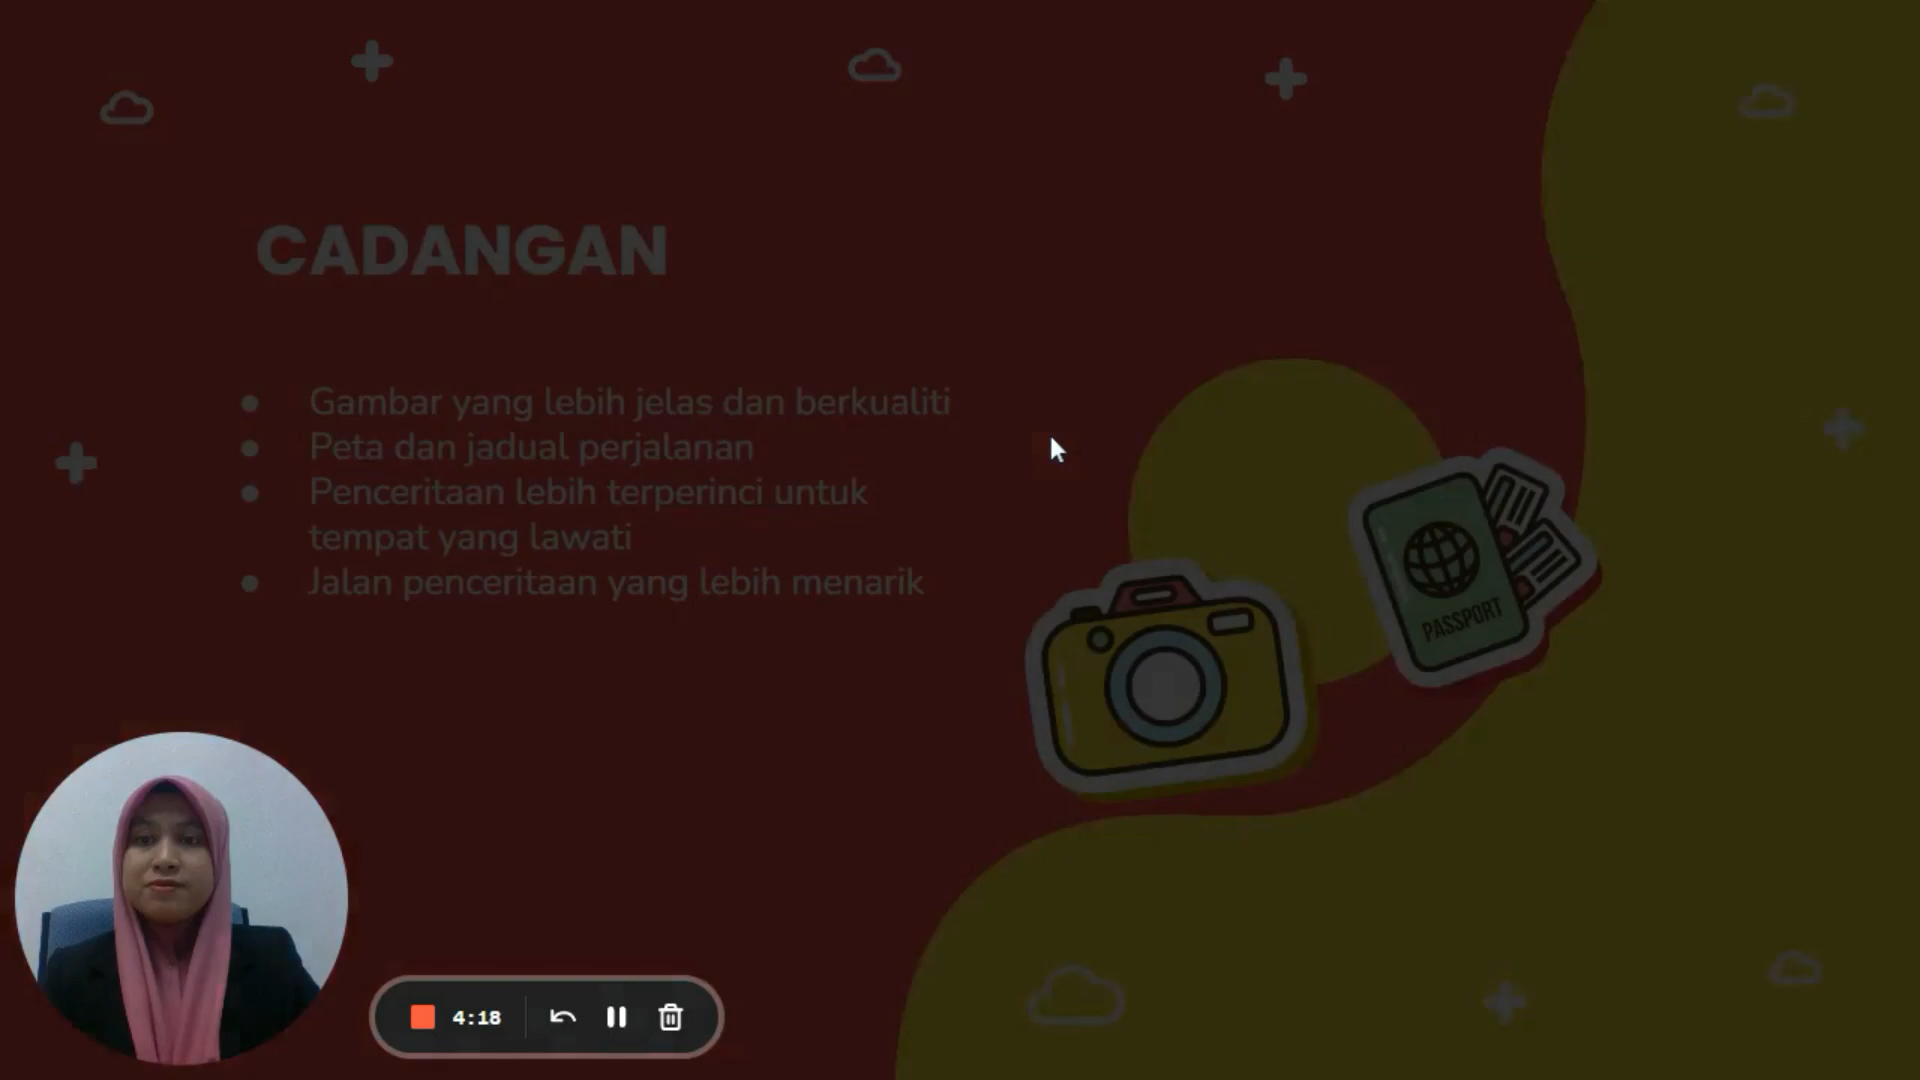 CADANGAN
● Gambar yang lebih jelas dan berkualiti
● Peta dan jadual perjalanan
● Penceritaan lebih terperinci untuk
tempat yang lawati
● Jalan penceritaan yang lebih menarik
PASSPORT
4:18